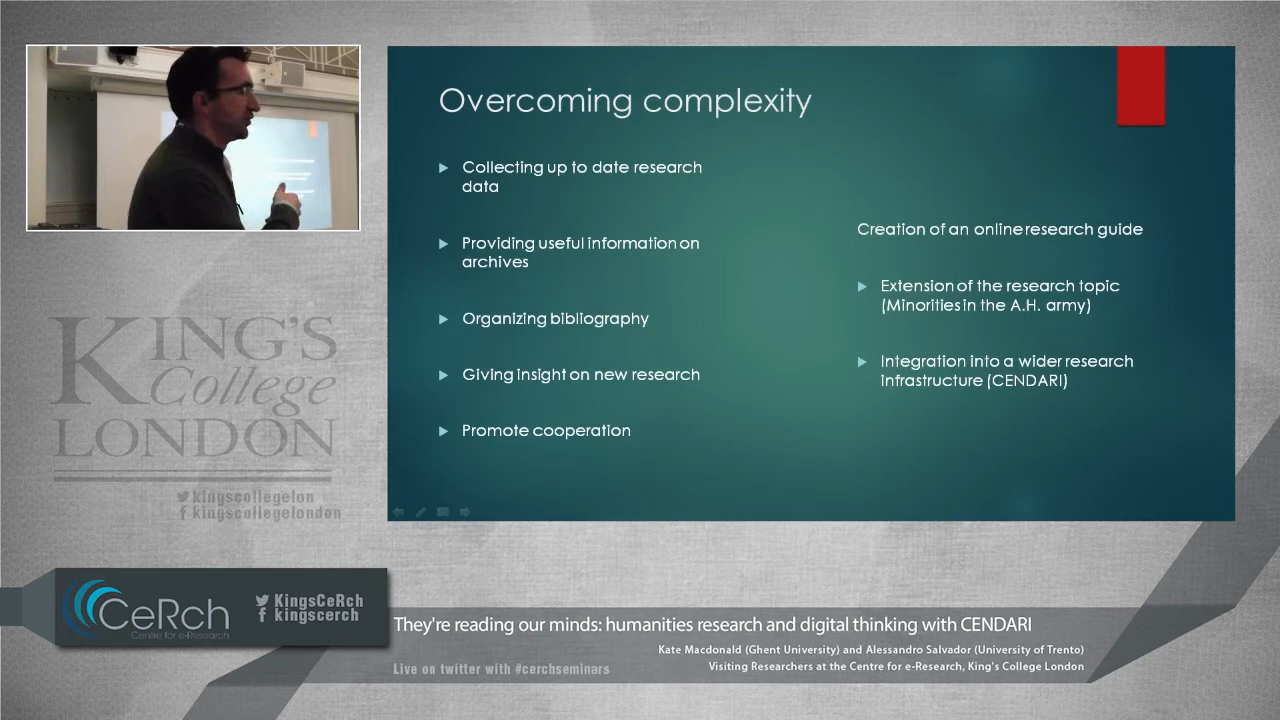 Overcoming complexity
Collecting up to date research
data
Providing useful information on
archives
Organizing bibliography
Giving insight on new research
Promote cooperation
Creation of an online research guide
Extension of the research topic
(Minorities in the A.H. army)
Integration into a wider research
infrastructure (CENDARI)
KING'S
College
LONDON
kingscollegelon
kingscollegelondon
CeRch
Centre for e-Research
KingsCeRch
kingscerch
They're reading our minds: humanities research and digital thinking with CENDARI
Kate Macdonald (Ghent University) and Alessandro Salvador (University of Trento)
Visiting Researchers at the Centre for e-Research, King's College London
Live on twitter with #cerchseminars